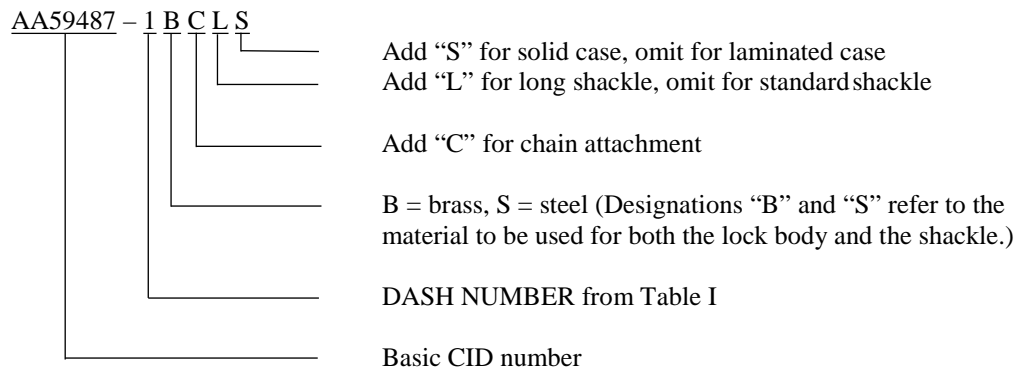 AA59487 – 1 B C L S
Add “S” for solid case, omit for laminated case
Add “L” for long shackle, omit for standard shackle
Add “C” for chain attachment
B = brass, S = steel (Designations “B” and “S” refer to the
material to be used for both the lock body and the shackle.)
DASH NUMBER from Table I
Basic CID number